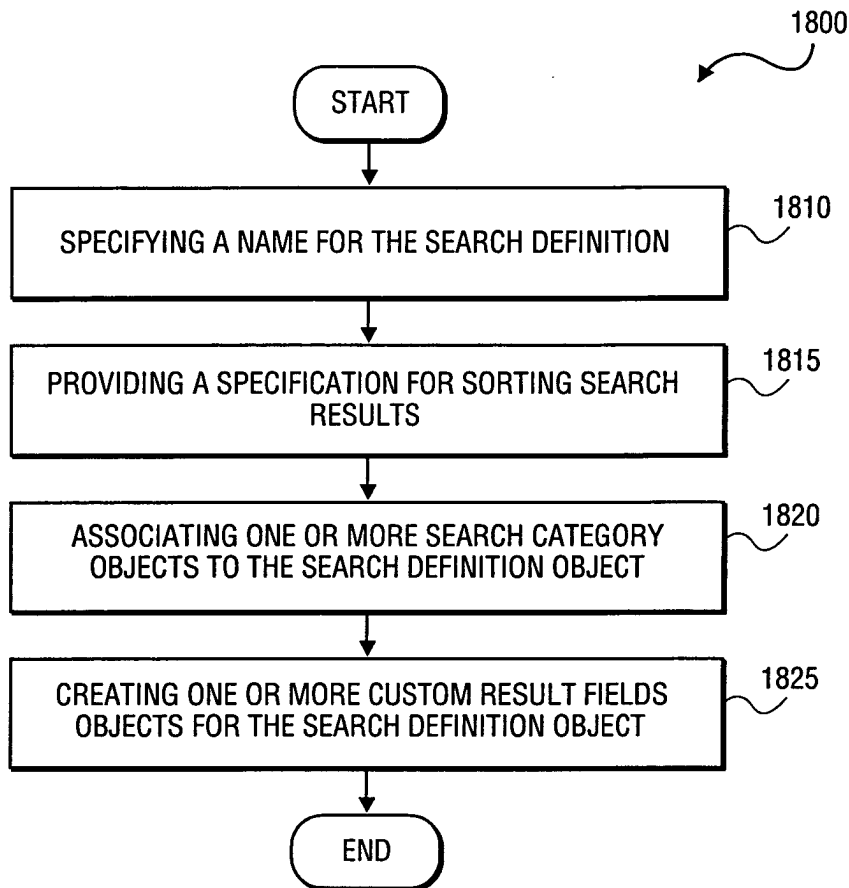 1800
START
SPECIFYING A NAME FOR THE SEARCH DEFINITION
1810
PROVIDING A SPECIFICATION FOR SORTING SEARCH
RESULTS
1815
ASSOCIATING ONE OR MORE SEARCH CATEGORY
OBJECTS TO THE SEARCH DEFINITION OBJECT
1820
CREATING ONE OR MORE CUSTOM RESULT FIELDS
OBJECTS FOR THE SEARCH DEFINITION OBJECT
1825
END